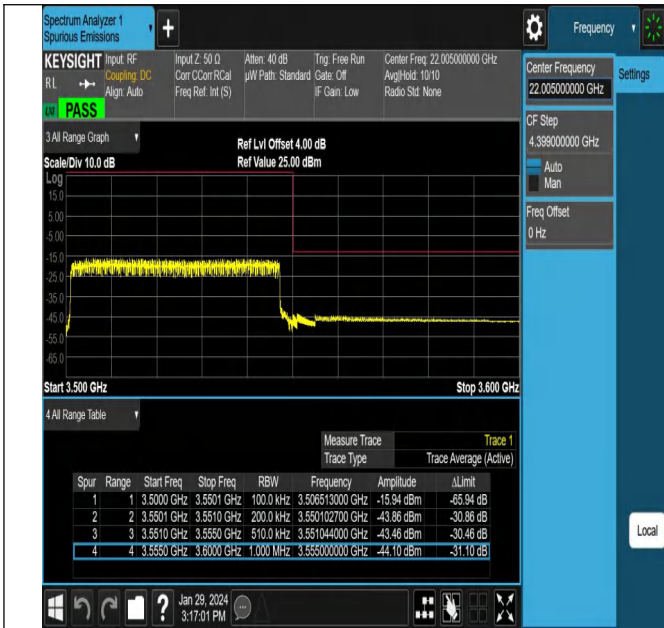 Spectrum Analyzer 1
Spurious Emissions
+
Frequency
KEYSIGHT
RL
PASS
Input: RF
Coupling: DC
Align: Auto
Input Z: 50 Ω
Corr CCorr RCal
Freq Ref: Int (S)
Atten: 40 dB
µW Path: Standard
Trig: Free Run
Gate: Off
IF Gain: Low
Center Freq: 22.005000000 GHz
Avg|Hold: 10/10
Radio Std: None
Center Frequency
22.005000000 GHz
Settings
CF Step
4.399000000 GHz
Auto
Man
Freq Offset
0 Hz
3 All Range Graph
Scale/Div 10.0 dB
Ref Lvl Offset 4.00 dB
Ref Value 25.00 dBm
Log
15.0
5.00
-5.00
-15.0
-25.0
-35.0
-45.0
-55.0
-65.0
Start 3.500 GHz
Stop 3.600 GHz
4 All Range Table
Measure Trace Trace 1
Trace Type Trace Average (Active)
Spur Range Start Freq Stop Freq RBW Frequency Amplitude ΔLimit
1 1 3.5000 GHz 3.5501 GHz 100.0 kHz 3.506513000 GHz -15.94 dBm -65.94 dB
2 2 3.5501 GHz 3.5510 GHz 200.0 kHz 3.550102700 GHz -43.86 dBm -30.86 dB
3 3 3.5510 GHz 3.5550 GHz 510.0 kHz 3.551044000 GHz -43.46 dBm -30.46 dB
4 4 3.5550 GHz 3.6000 GHz 1.000 MHz 3.555000000 GHz -44.10 dBm -31.10 dB
Local
?
Jan 29, 2024
3:17:01 PM